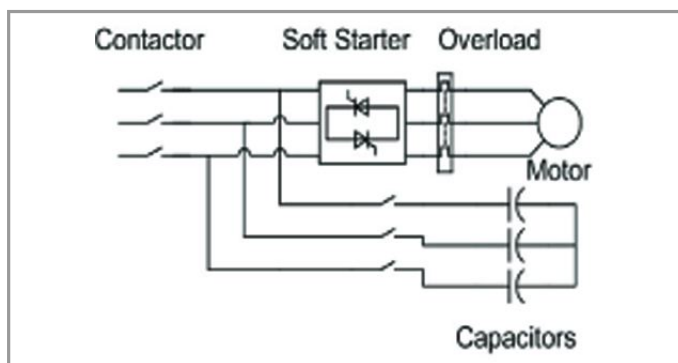 Contactor
Soft Starter
Overload
Motor
Capacitors